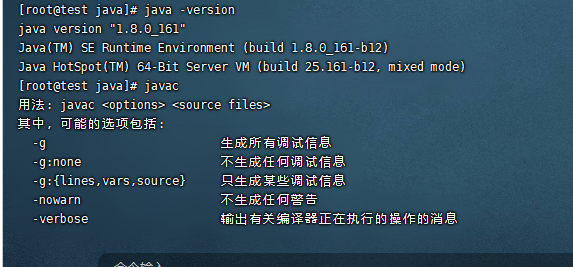 [root@test java]# java -version
java version "1.8.0_161"
Java(TM) SE Runtime Environment (build 1.8.0_161-b12)
Java HotSpot(TM) 64-Bit Server VM (build 25.161-b12, mixed mode)
[root@test java]# javac
用法: javac <options> <source files>
其中, 可能的选项包括:
-g 生成所有调试信息
-g:none 不生成任何调试信息
-g:{lines,vars,source} 只生成某些调试信息
-nowarn 不生成任何警告
-verbose 输出有关编译器正在执行的操作的消息